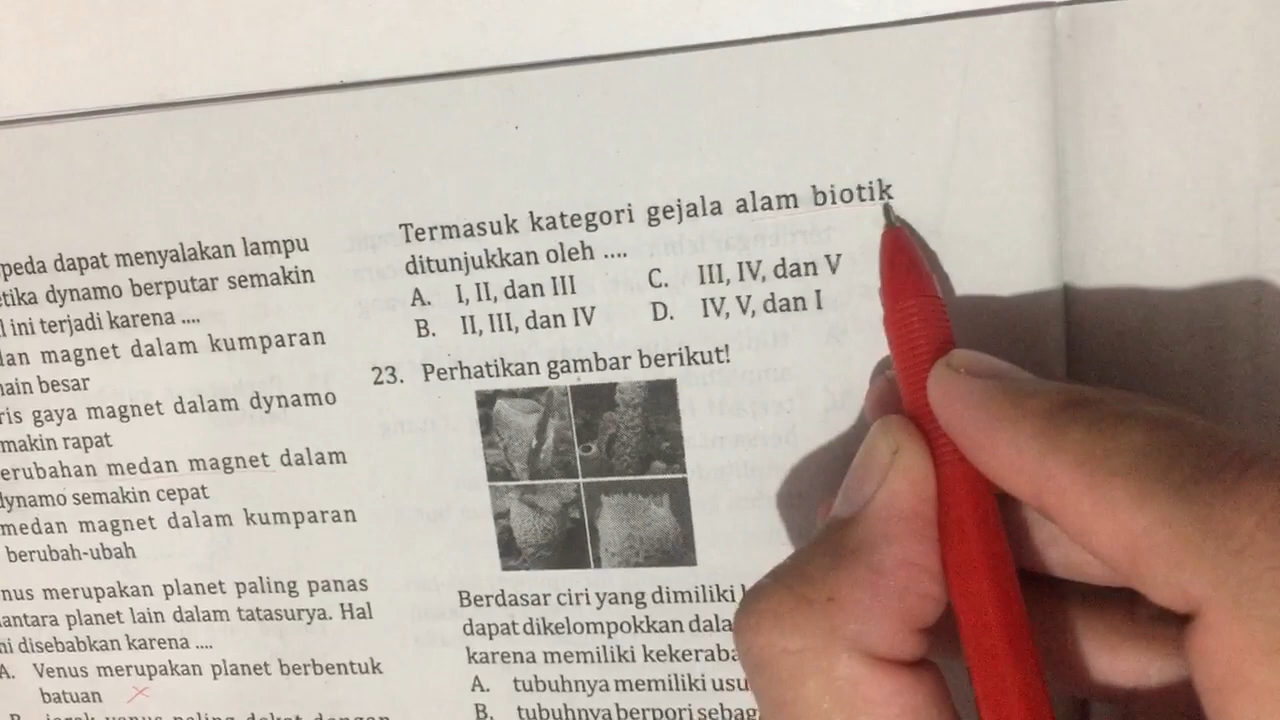 peda dapat menyalakan lampu
etika dynamo berputar semakin
l ini terjadi karena ....
dan magnet dalam kumparan
nain besar
ris gaya magnet dalam dynamo
makin rapat
erubahan medan magnet dalam
dynamo semakin cepat
medan magnet dalam kumparan
berubah-ubah
nus merupakan planet paling panas
antara planet lain dalam tatasurya. Hal
ni disebabkan karena ....
A. Venus merupakan planet berbentuk
batuan
Termasuk kategori gejala alam biotik
ditunjukkan oleh ....
A. I, II, dan III C. III, IV, dan V
B. II, III, dan IV D. IV, V, dan I
23. Perhatikan gambar berikut!
Berdasar ciri yang dimiliki
dapat dikelompokkan dala
karena memiliki kekeraba
A. tubuhnya memiliki usu
B. tubuhnya berpori sebag